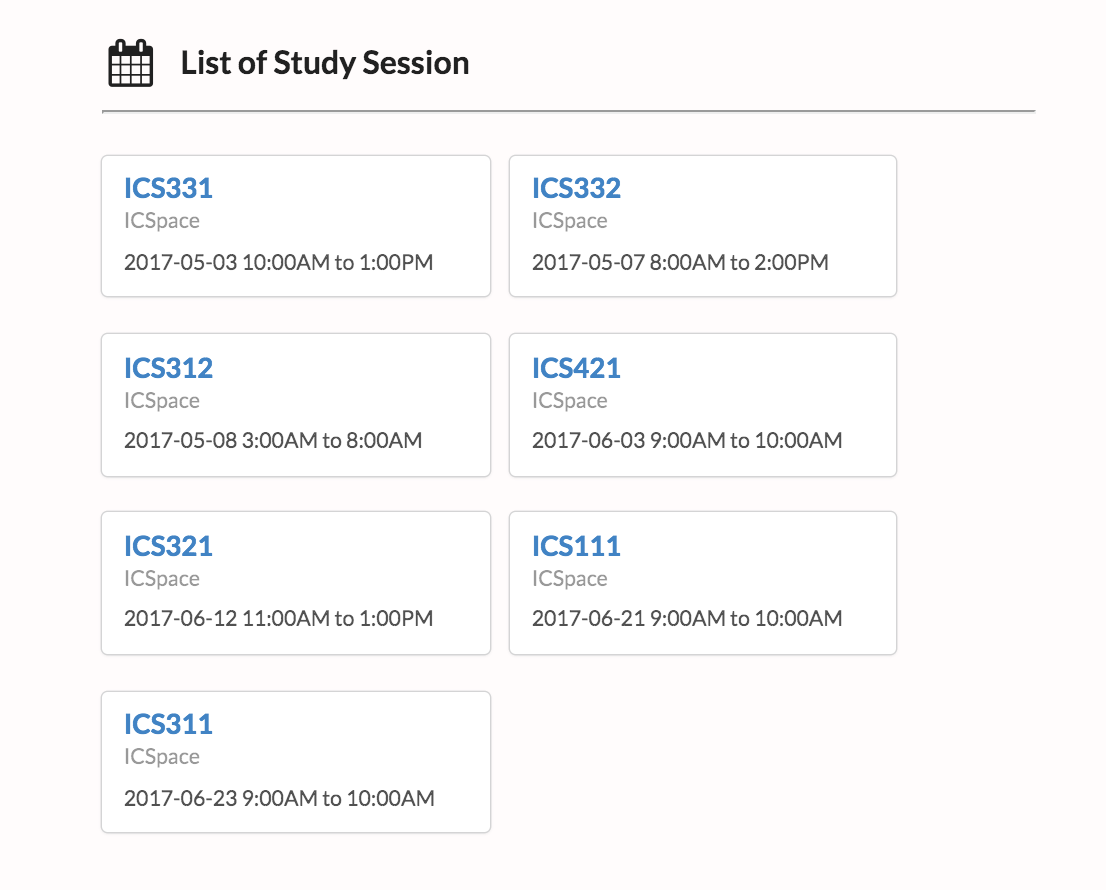 List of Study Session
ICS331
ICSpace
2017-05-03 10:00AM to 1:00PM
ICS332
ICSpace
2017-05-07 8:00AM to 2:00PM
ICS312
ICSpace
2017-05-08 3:00AM to 8:00AM
ICS421
ICSpace
2017-06-03 9:00AM to 10:00AM
ICS321
ICSpace
2017-06-12 11:00AM to 1:00PM
ICS111
ICSpace
2017-06-21 9:00AM to 10:00AM
ICS311
ICSpace
2017-06-23 9:00AM to 10:00AM